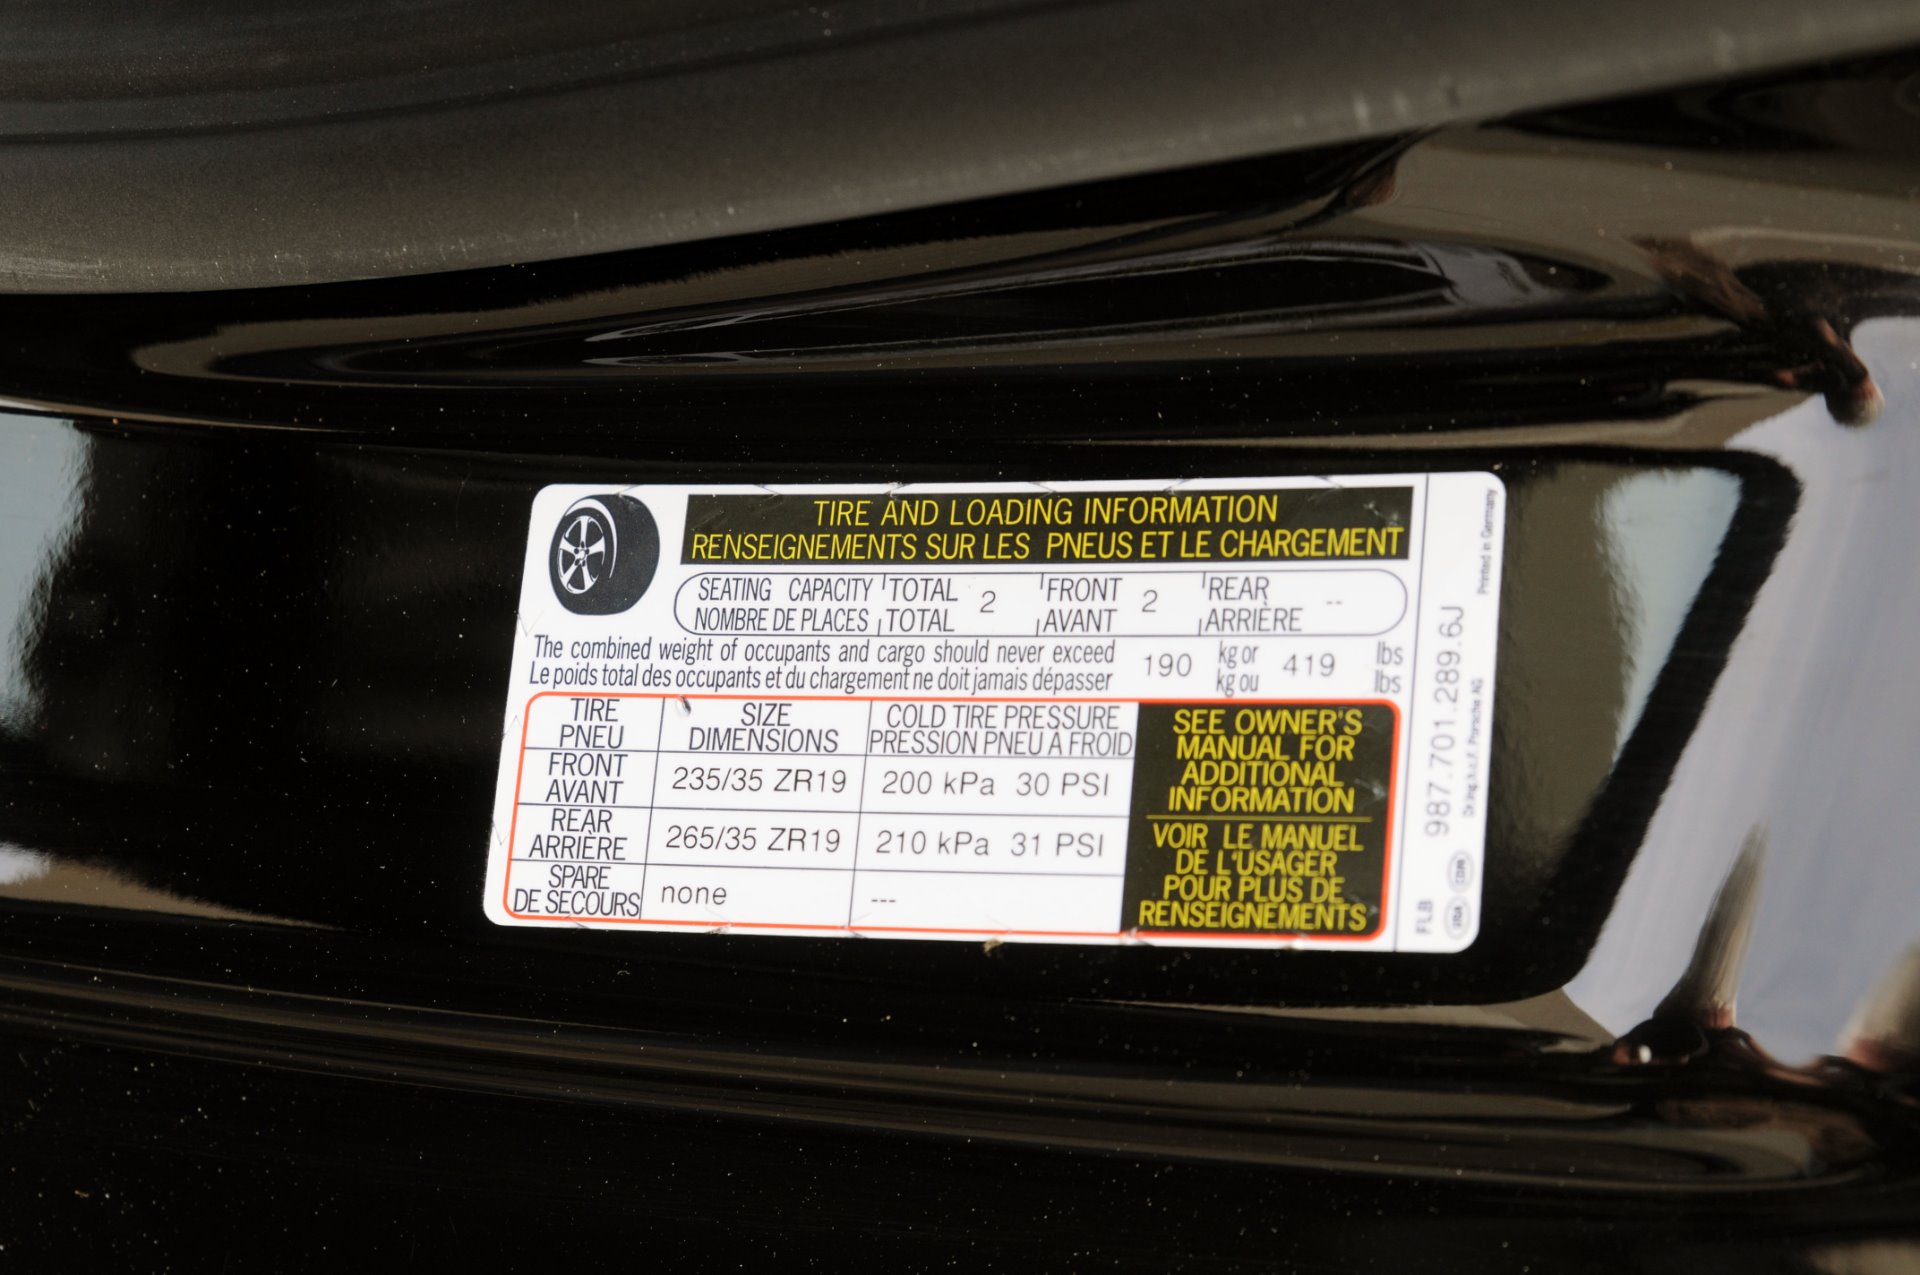 TIRE AND LOADING INFORMATION
RENSEIGNEMENTS SUR LES PNEUS ET LE CHARGEMENT
SEATING CAPACITY TOTAL 2 FRONT 2 REAR --
NOMBRE DE PLACES TOTAL AVANT ARRIÈRE
The combined weight of occupants and cargo should never exceed 190 kg or 419 lbs
Le poids total des occupants et du chargement ne doit jamais dépasser kg ou lbs
TIRE SIZE COLD TIRE PRESSURE
PNEU DIMENSIONS PRESSION PNEU A FROID
FRONT
AVANT
235/35 ZR19 200 kPa 30 PSI
REAR
ARRIÈRE
265/35 ZR19 210 kPa 31 PSI
SPARE
DE SECOURS
none ---
SEE OWNER'S
MANUAL FOR
ADDITIONAL
INFORMATION
VOIR LE MANUEL
DE L'USAGER
POUR PLUS DE
RENSEIGNEMENTS
FLB 987.701.289.6J Printed in Germany
Dr.Ing.h.c.F. Porsche AG